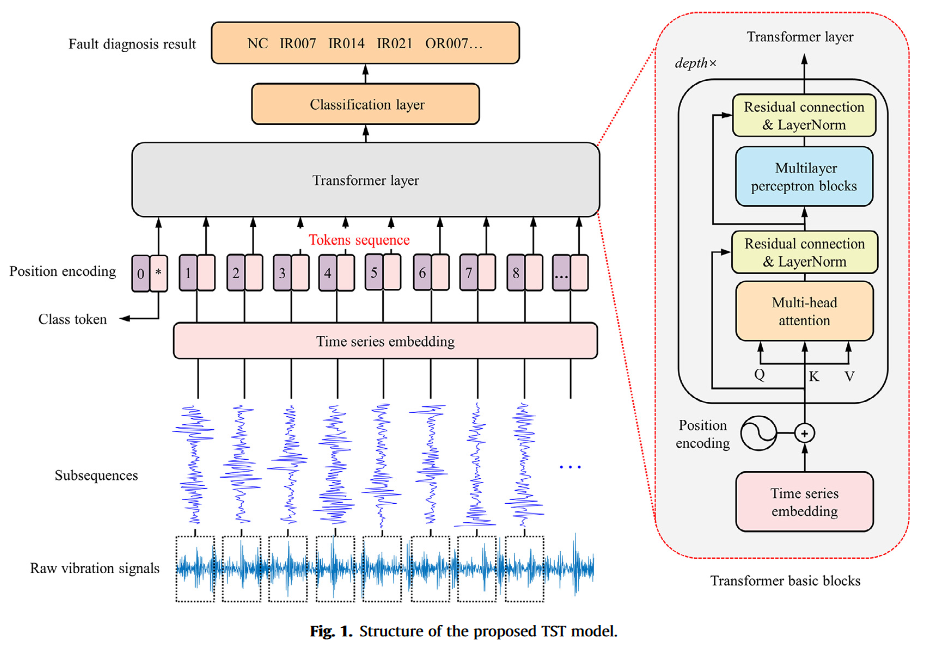 Fault diagnosis result
NC IR007 IR014 IR021 OR007...
Classification layer
Transformer layer
Tokens sequence
Position encoding
0 * 1 2 3 4 5 6 7 8 ...
Class token
Time series embedding
Subsequences
...
Raw vibration signals
Transformer layer
depth×
Residual connection
& LayerNorm
Multilayer
perceptron blocks
Residual connection
& LayerNorm
Multi-head
attention
Q K V
Position
encoding
+
Time series
embedding
Transformer basic blocks
Fig. 1. Structure of the proposed TST model.